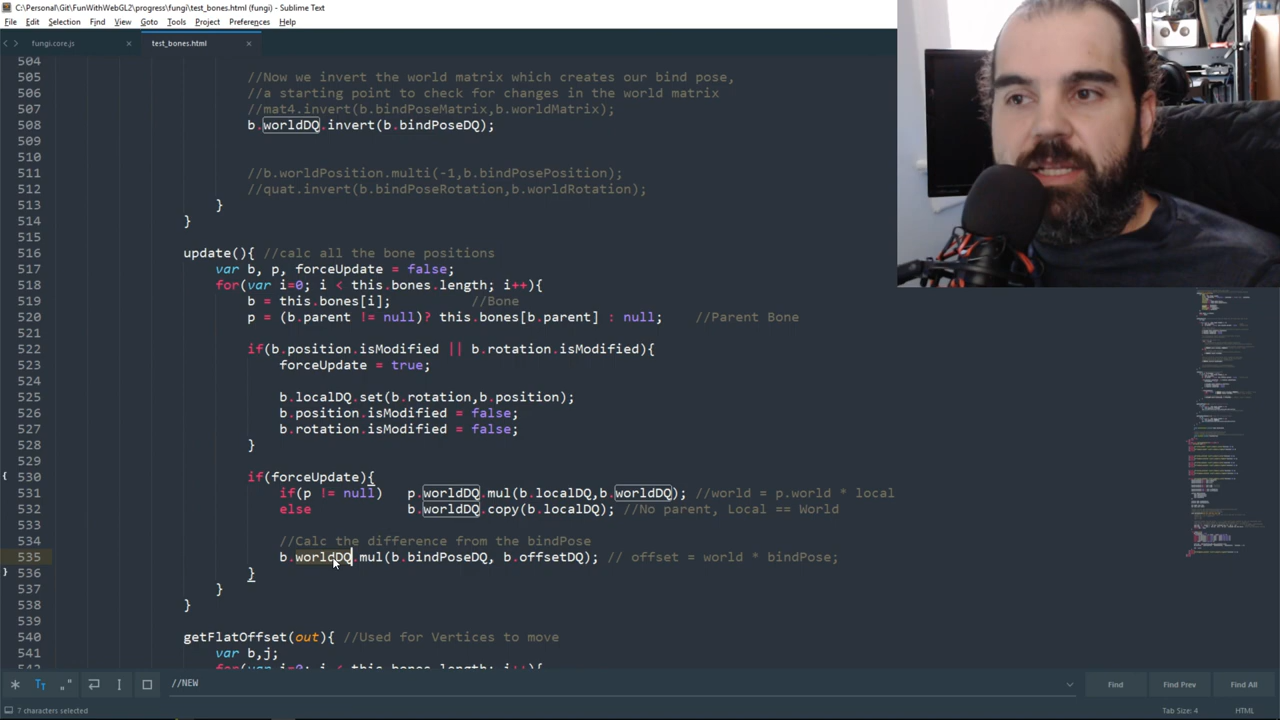 C:\Personal\Git\FunWithWebGL2\progress\fungi\test_bones.html (fungi) - Sublime Text
File Edit Selection Find View Goto Tools Project Preferences Help
fungi.core.js × test_bones.html ×
504
505 //Now we invert the world matrix which creates our bind pose,
506 //a starting point to check for changes in the world matrix
507 //mat4.invert(b.bindPoseMatrix,b.worldMatrix);
508 b.worldDQ.invert(b.bindPoseDQ);
509
510
511 //b.worldPosition.multi(-1,b.bindPosePosition);
512 //quat.invert(b.bindPoseRotation,b.worldRotation);
513 }
514 }
515
516 update(){ //calc all the bone positions
517 var b, p, forceUpdate = false;
518 for(var i=0; i < this.bones.length; i++){
519 b = this.bones[i]; //Bone
520 p = (b.parent != null)? this.bones[b.parent] : null; //Parent Bone
521
522 if(b.position.isModified || b.rotation.isModified){
523 forceUpdate = true;
524
525 b.localDQ.set(b.rotation,b.position);
526 b.position.isModified = false;
527 b.rotation.isModified = false;
528 }
529
530 if(forceUpdate){
531 if(p != null) p.worldDQ.mul(b.localDQ,b.worldDQ); //world = p.world * local
532 else b.worldDQ.copy(b.localDQ); //No parent, Local == World
533
534 //Calc the difference from the bindPose
535 b.worldDQ.mul(b.bindPoseDQ, b.offsetDQ); // offset = world * bindPose;
536 }
537 }
538 }
539
540 getFlatOffset(out){ //Used for Vertices to move
541 var b,j;
542 for(var i=0; i < this.bones.length; i++){
//NEW Find Find Prev Find All
7 characters selected Tab Size: 4 HTML